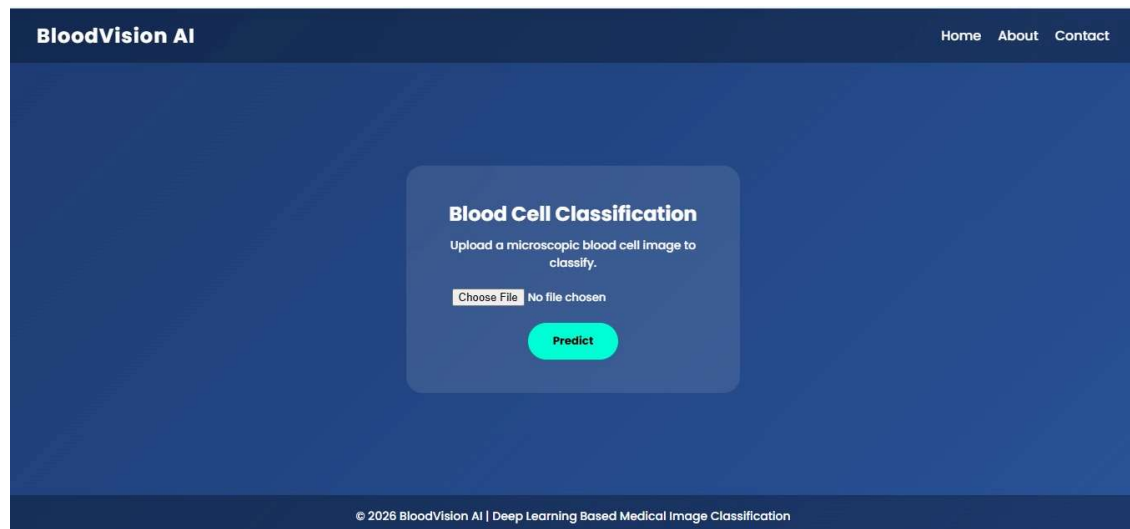 BloodVision AI
Home About Contact
Blood Cell Classification
Upload a microscopic blood cell image to
classify.
Choose File No file chosen
Predict
© 2026 BloodVision AI | Deep Learning Based Medical Image Classification